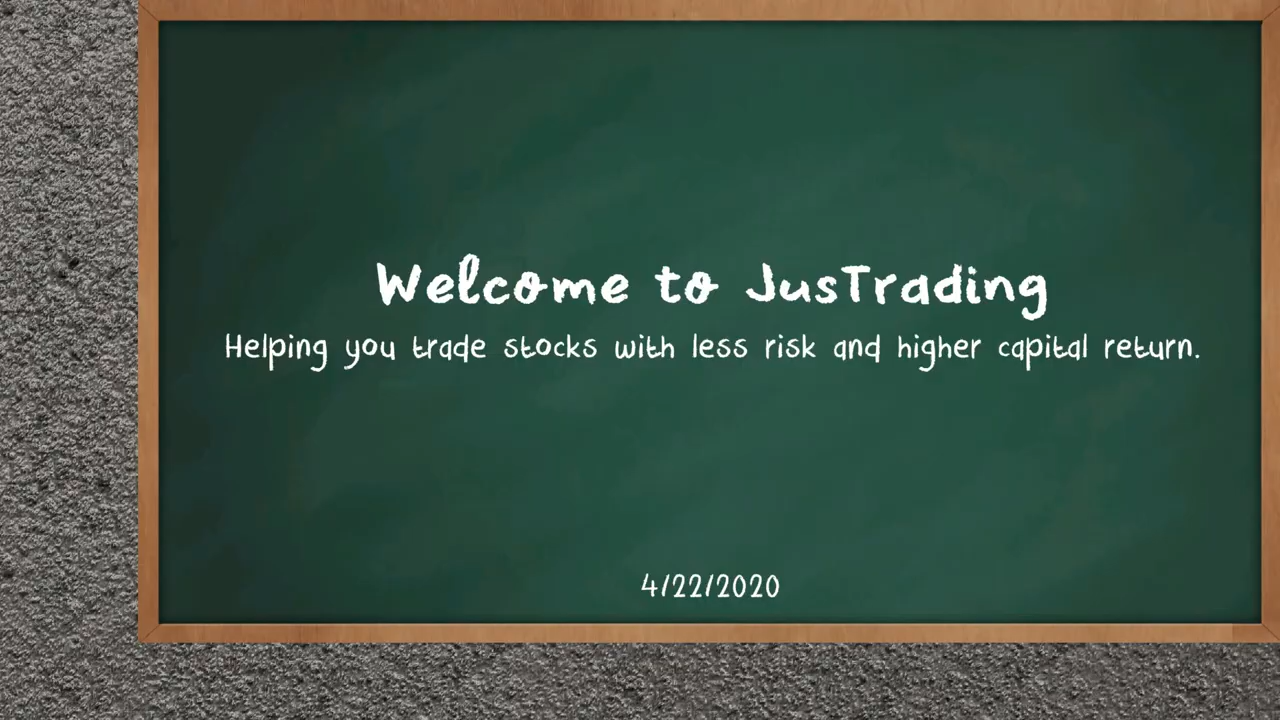 Welcome to JusTrading
Helping you trade stocks with less risk and higher capital return.
4/22/2020